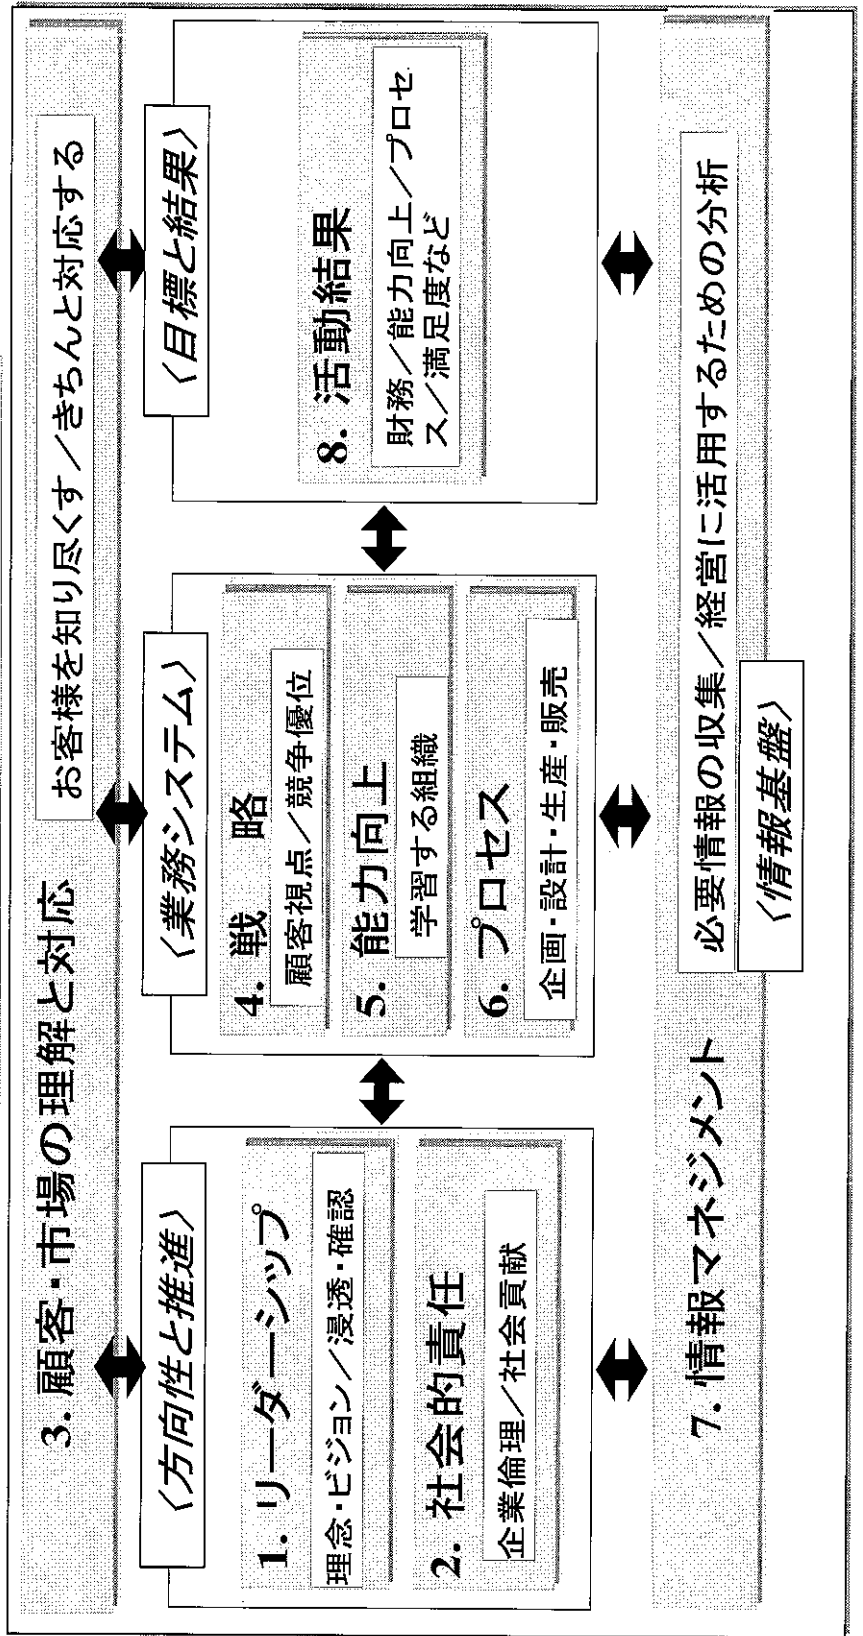 3. 顧客・市場の理解と対応
お客様を知り尽くす／きちんと対応する
〈方向性と推進〉
1. リーダーシップ
理念・ビジョン／浸透・確認
2. 社会的責任
企業倫理／社会貢献
〈業務システム〉
4. 戦　略
顧客視点／競争優位
5. 能力向上
学習する組織
6. プロセス
企画・設計・生産・販売
〈目標と結果〉
8. 活動結果
財務／能力向上／プロセ
ス／満足度など
7. 情報マネジメント
必要情報の収集／経営に活用するための分析
〈情報基盤〉